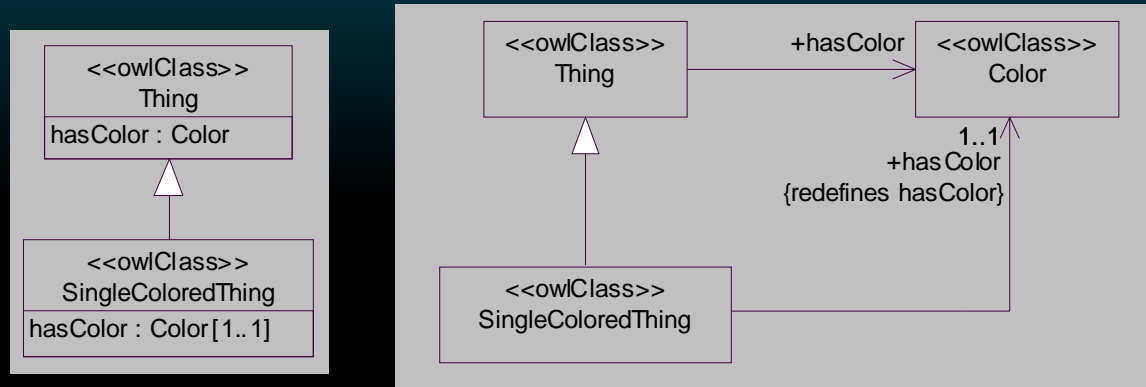 <<owlClass>>
Thing
hasColor : Color
<<owlClass>>
SingleColoredThing
hasColor : Color[1..1]
<<owlClass>>
Thing
+hasColor
<<owlClass>>
Color
1..1
+hasColor
{redefines hasColor}
<<owlClass>>
SingleColoredThing